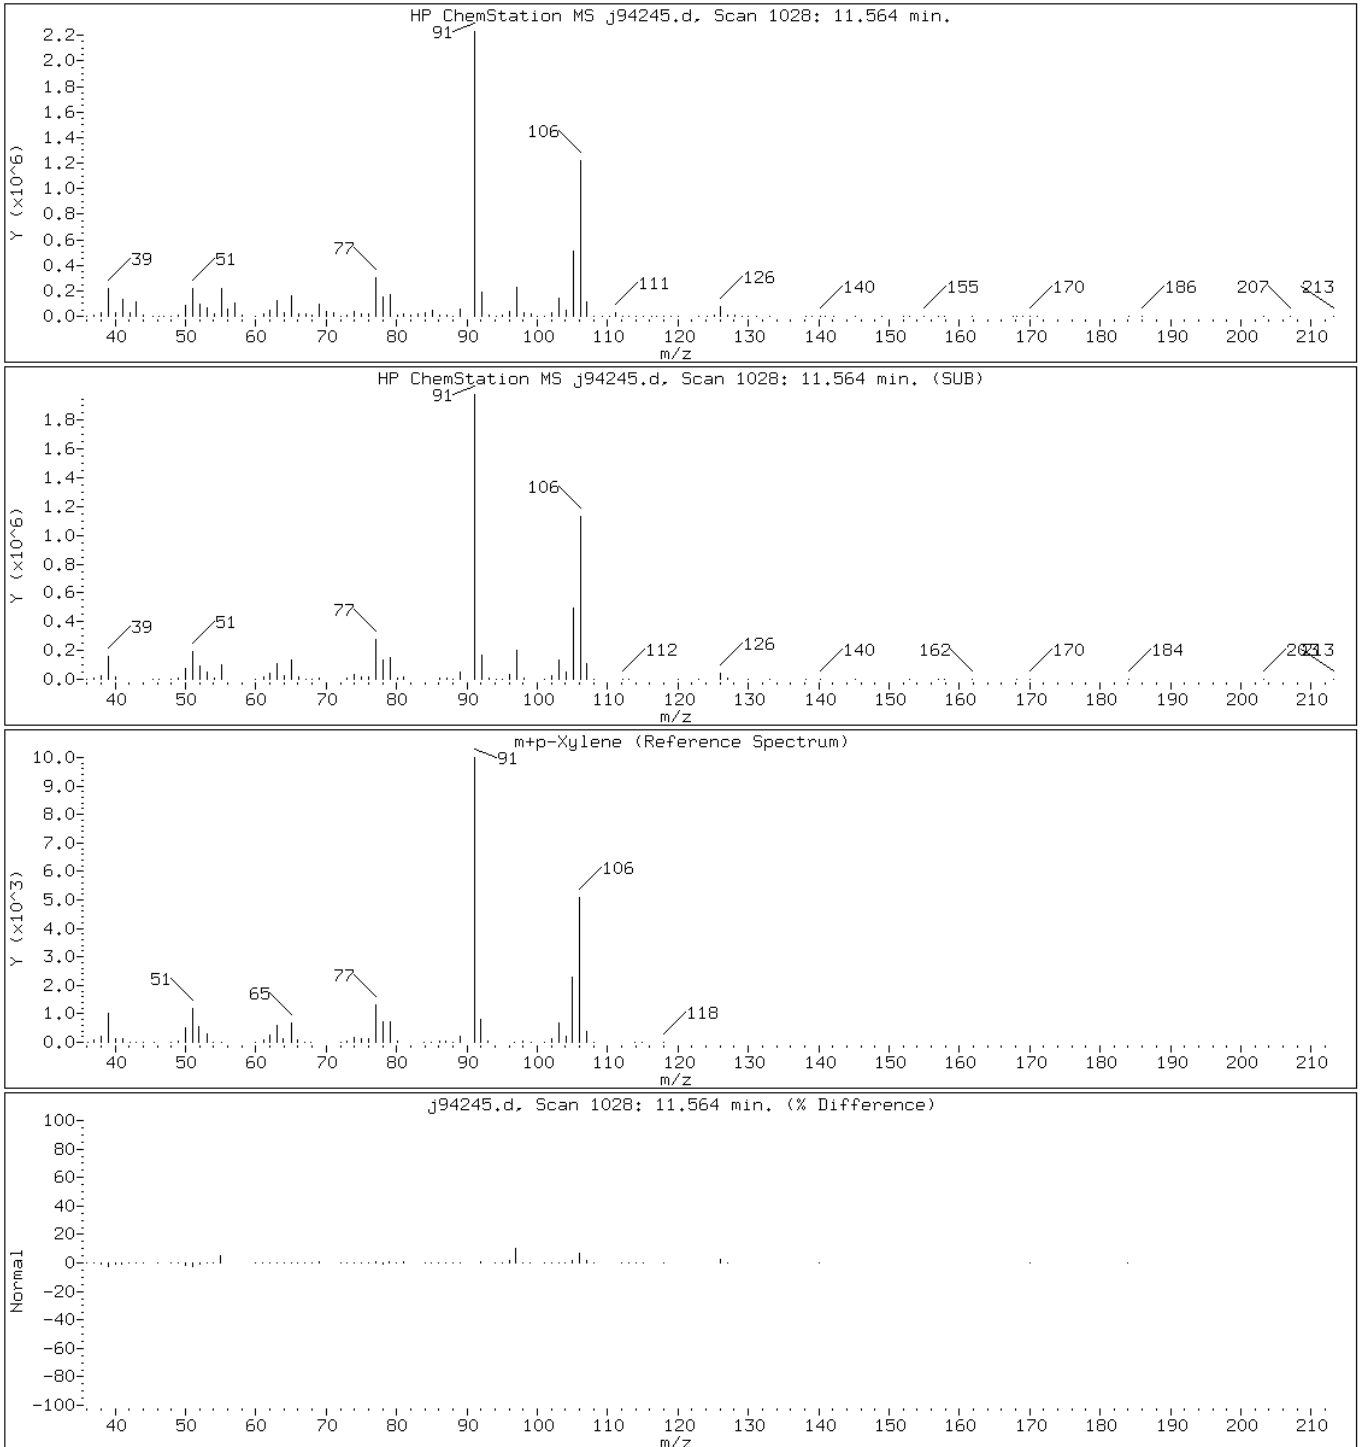 HP ChemStation MS j94245.d, Scan 1028: 11.564 min.
91
2.2
2.0
1.8
1.6
1.4
106
1.2
Y (x10^6)
1.0
0.8
0.6
77
0.4
39 51 111 126 140 155 170 186 207 213
0.2
0.0
40 50 60 70 80 90 100 110 120 130 140 150 160 170 180 190 200 210
m/z
HP ChemStation MS j94245.d, Scan 1028: 11.564 min. (SUB)
91
1.8
1.6
1.4
106
1.2
1.0
Y (x10^6)
0.8
0.6
77
0.4
39 51 112 126 140 162 170 184 203 213
0.2
0.0
40 50 60 70 80 90 100 110 120 130 140 150 160 170 180 190 200 210
m/z
m+p-Xylene (Reference Spectrum)
10.0
91
9.0
8.0
7.0
6.0
106
5.0
Y (x10^3)
4.0
3.0
51 65 77
2.0
1.0
118
0.0
40 50 60 70 80 90 100 110 120 130 140 150 160 170 180 190 200 210
m/z
j94245.d, Scan 1028: 11.564 min. (% Difference)
100
80
60
40
20
0
Normal
-20
-40
-60
-80
-100
40 50 60 70 80 90 100 110 120 130 140 150 160 170 180 190 200 210
m/z